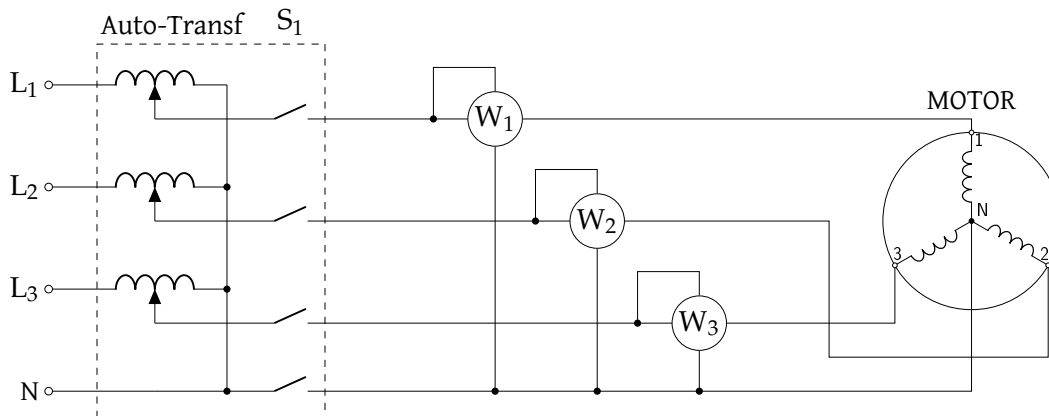 Auto-Transf S₁
L₁
W₁
MOTOR
1
L₂
W₂
N
3
2
L₃
W₃
N